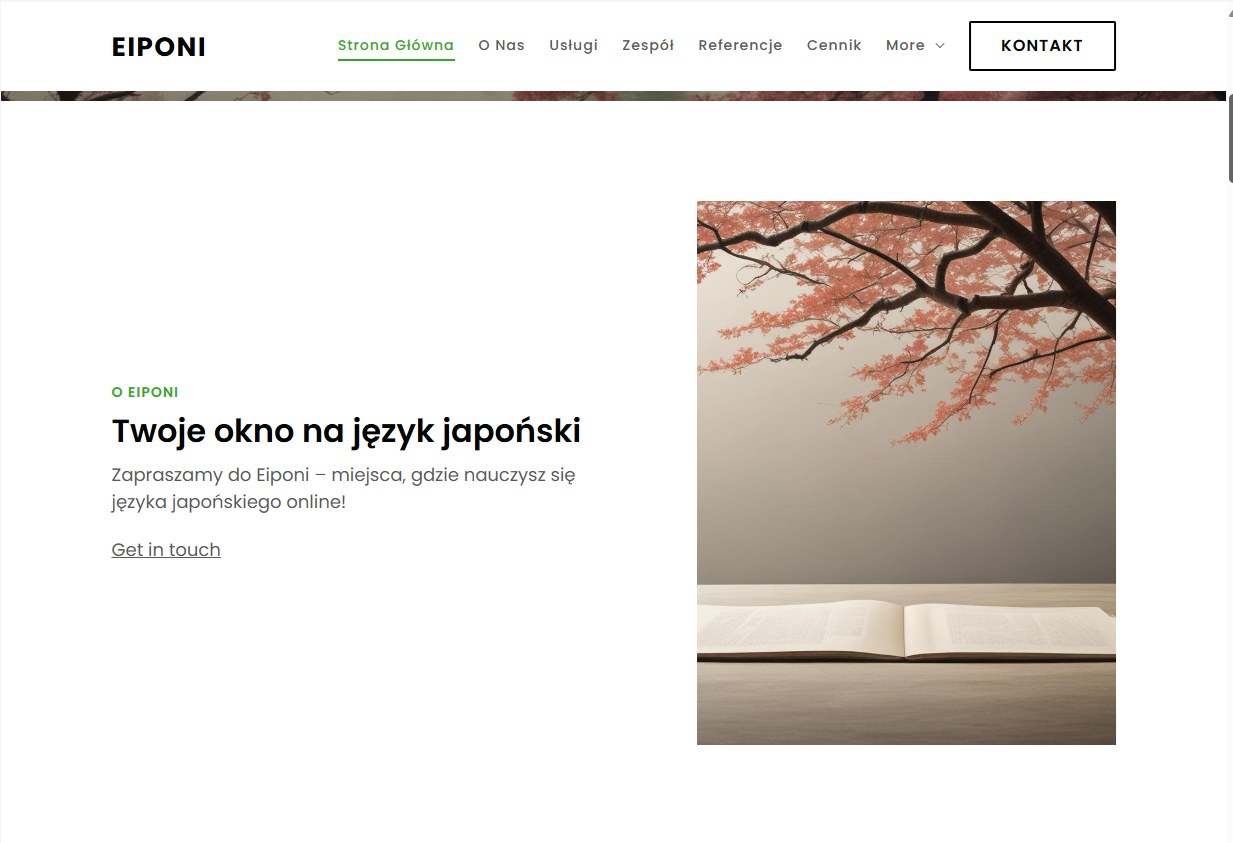 EIPONI
Strona Główna
O Nas
Usługi
Zespół
Referencje
Cennik
More
KONTAKT
O EIPONI
Twoje okno na język japoński
Zapraszamy do Eiponi – miejsca, gdzie nauczysz się
języka japońskiego online!
Get in touch